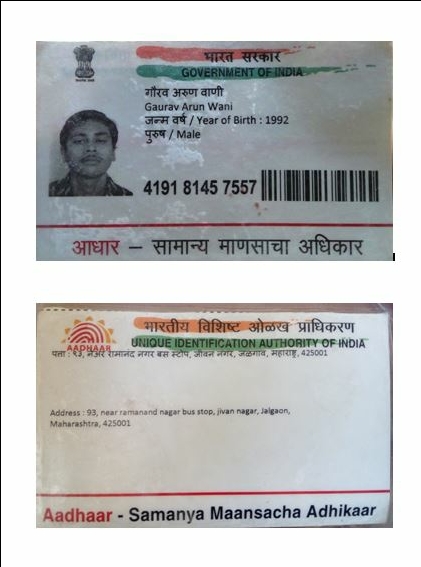 भारत सरकार
GOVERNMENT OF INDIA
गौरव अरुण वाणी
Gaurav Arun Wani
जन्म वर्ष / Year of Birth : 1992
पुरुष / Male
4191 8145 7557
आधार – सामान्य माणसाचा अधिकार
भारतीय विशिष्ट ओळख प्राधिकरण
UNIQUE IDENTIFICATION AUTHORITY OF INDIA
AADHAAR
पत्ता : ९३, नअर रामानंद नगर बस स्टोप, जीवन नगर, जळगाव, महाराष्ट्र, 425001
Address : 93, near ramanand nagar bus stop, jivan nagar, Jalgaon,
Maharashtra, 425001
Aadhaar - Samanya Maansacha Adhikaar